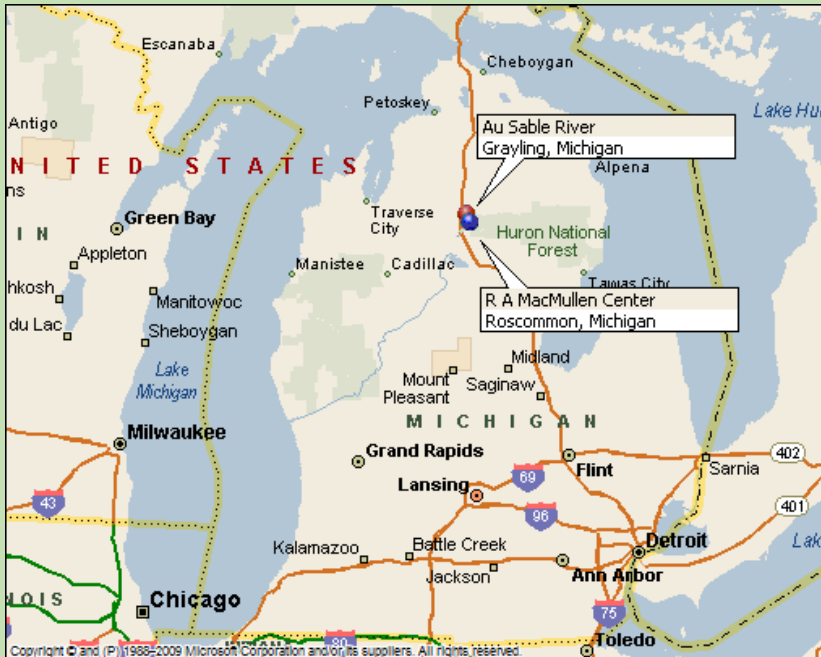 Escanaba
Cheboygan
Petoskey
Lake Hu
Antigo
Au Sable River
Grayling, Michigan
NITED STATES
Alpena
ns
Traverse
City
Green Bay
IN
Huron National
Forest
Appleton
Manistee
Cadillac
Tawas City
hkosh
Manitowoc
R A MacMullen Center
Roscommon, Michigan
du Lac
Sheboygan
Lake
Michigan
Midland
Mount
Pleasant
Saginaw
MICHIGAN
Milwaukee
Grand Rapids
Flint
402
Sarnia
69
Lansing
43
96
401
Detroit
Lak
Kalamazoo
Battle Creek
Jackson
Ann Arbor
NOIS
Chicago
75
Toledo
80
Copyright © and (P) 1988–2009 Microsoft Corporation and/or its suppliers. All rights reserved.